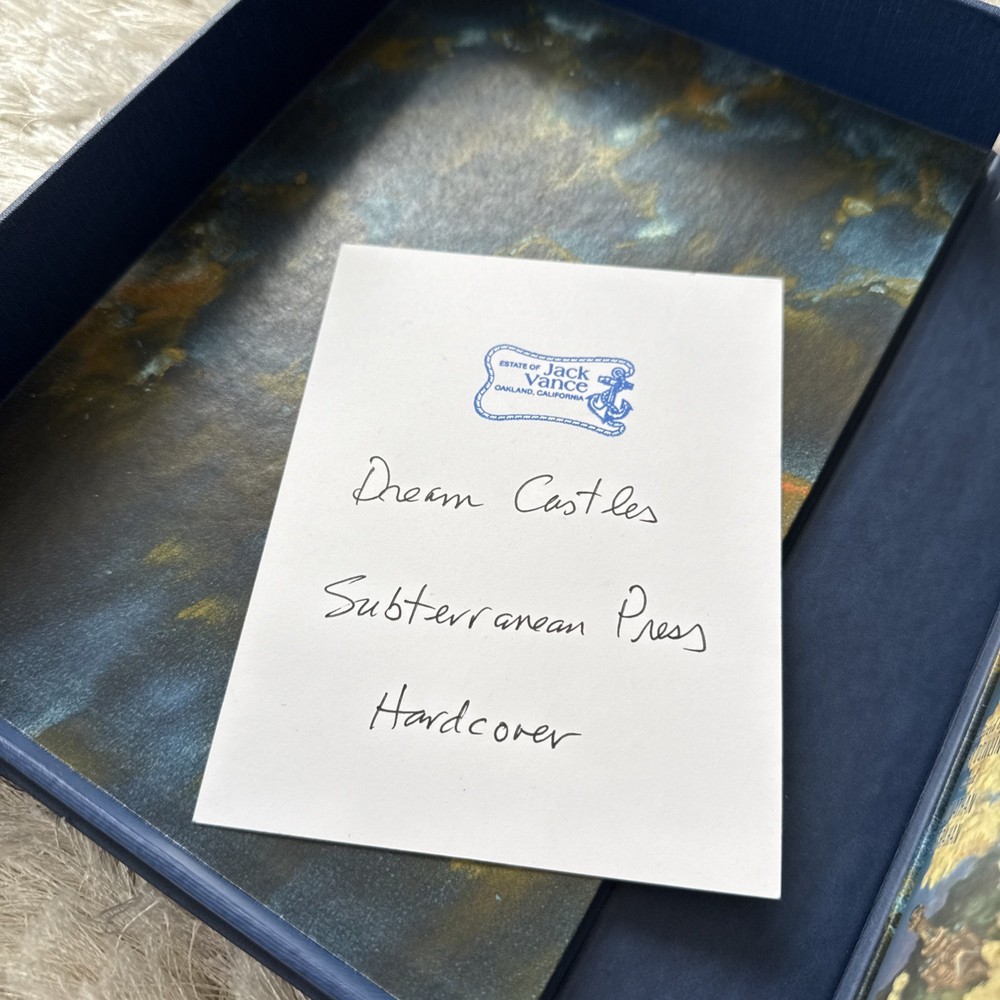 ESTATE OF Jack
Vance
OAKLAND, CALIFORNIA
Dream Castles
Subterranean Press
Hardcover